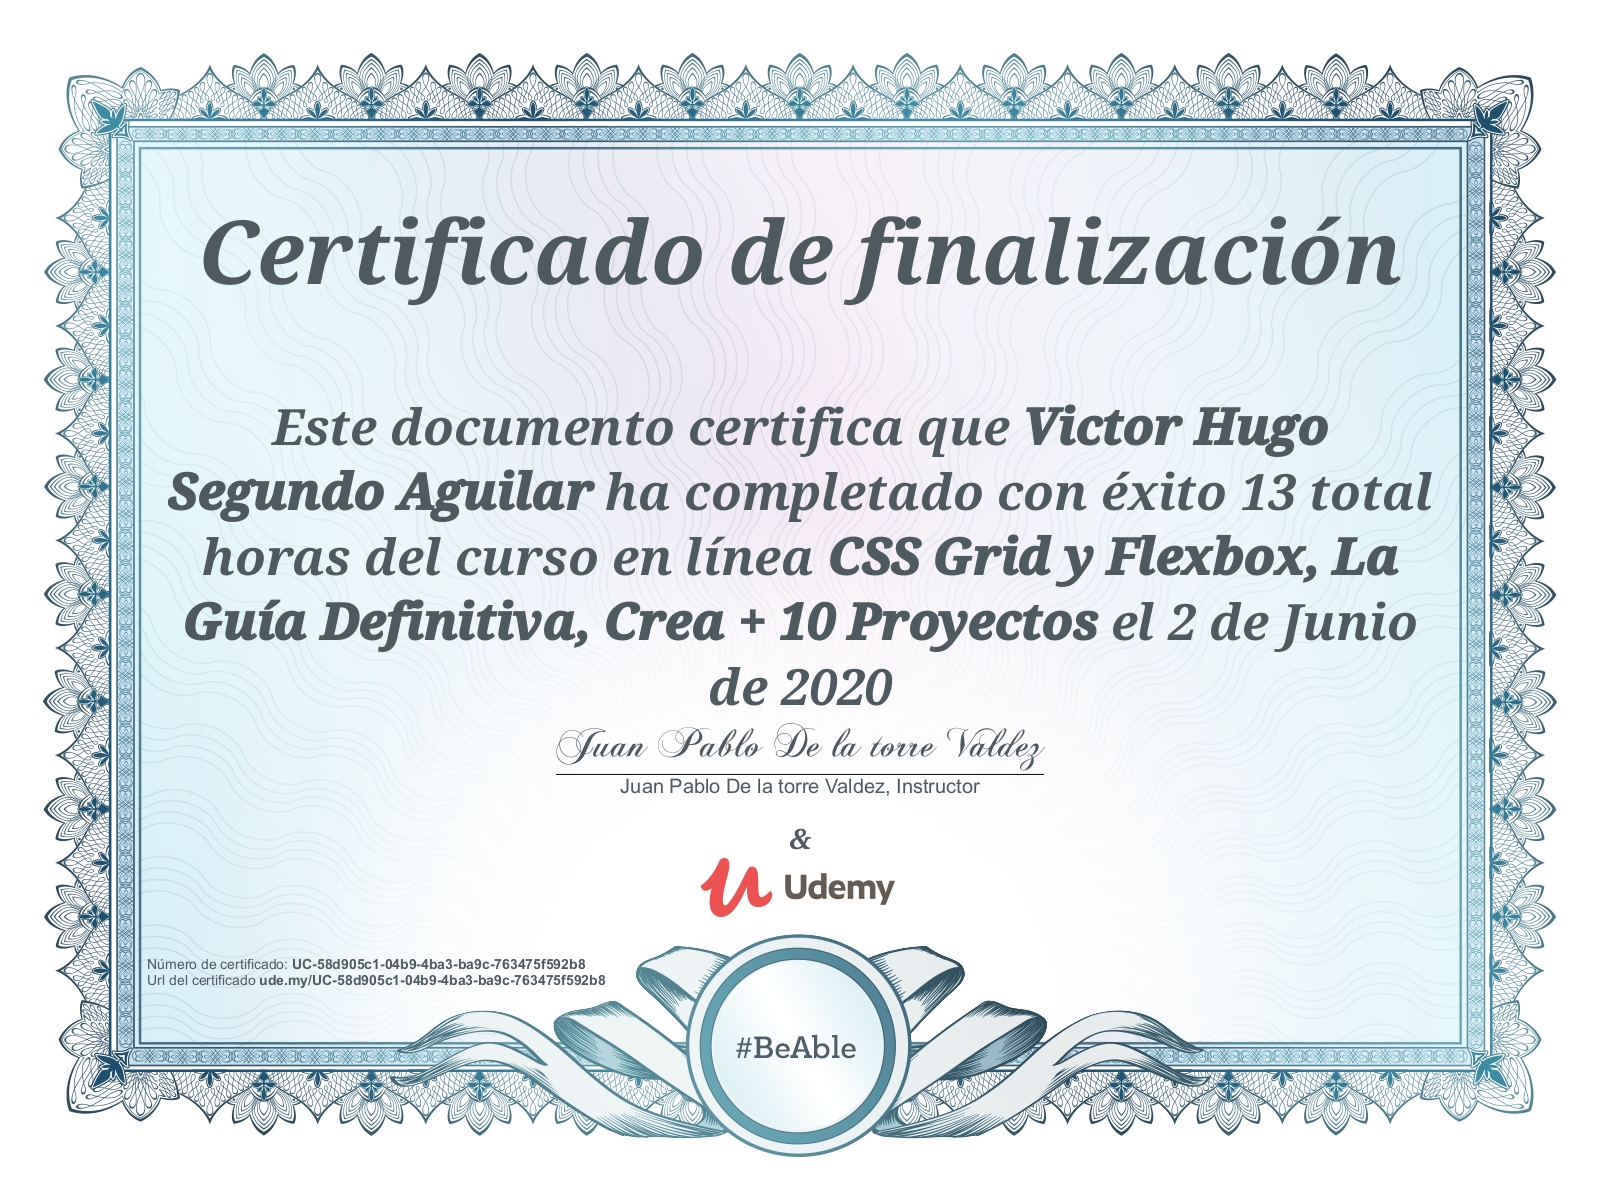 Certificado de finalización
Este documento certifica que Victor Hugo
Segundo Aguilar ha completado con éxito 13 total
horas del curso en línea CSS Grid y Flexbox, La
Guía Definitiva, Crea + 10 Proyectos el 2 de Junio
de 2020
Juan Pablo De la torre Valdez
Juan Pablo De la torre Valdez, Instructor
&
Udemy
Número de certificado: UC-58d905c1-04b9-4ba3-ba9c-763475f592b8
Url del certificado ude.my/UC-58d905c1-04b9-4ba3-ba9c-763475f592b8
#BeAble